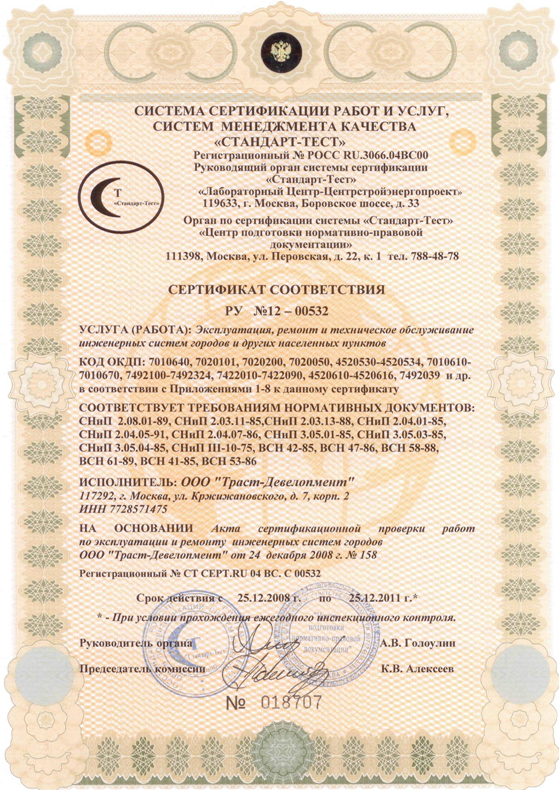 СИСТЕМА СЕРТИФИКАЦИИ РАБОТ И УСЛУГ,
СИСТЕМ МЕНЕДЖМЕНТА КАЧЕСТВА
«СТАНДАРТ-ТЕСТ»
Регистрационный № РОСС RU.3066.04ВС00
Руководящий орган системы сертификации
«Стандарт-Тест»
«Лабораторный Центр-Центрстройэнергопроект»
119633, г. Москва, Боровское шоссе, д. 33
Т
«Стандарт-Тест»
Орган по сертификации системы «Стандарт-Тест»
«Центр подготовки нормативно-правовой
документации»
111398, Москва, ул. Перовская, д. 22, к. 1 тел. 788-48-78
СЕРТИФИКАТ СООТВЕТСТВИЯ
РУ №12 – 00532
УСЛУГА (РАБОТА): Эксплуатация, ремонт и техническое обслуживание
инженерных систем городов и других населенных пунктов
КОД ОКДП: 7010640, 7020101, 7020200, 7020050, 4520530-4520534, 7010610-
7010670, 7492100-7492324, 7422010-7422090, 4520610-4520616, 7492039 и др.
в соответствии с Приложениями 1-8 к данному сертификату
СООТВЕТСТВУЕТ ТРЕБОВАНИЯМ НОРМАТИВНЫХ ДОКУМЕНТОВ:
СНиП 2.08.01-89, СНиП 2.03.11-85,СНиП 2.03.13-88, СНиП 2.04.01-85,
СНиП 2.04.05-91, СНиП 2.04.07-86, СНиП 3.05.01-85, СНиП 3.05.03-85,
СНиП 3.05.04-85, СНиП Ш-10-75, ВСН 42-85, ВСН 47-86, ВСН 58-88,
ВСН 61-89, ВСН 41-85, ВСН 53-86
ИСПОЛНИТЕЛЬ: ООО "Траст-Девелопмент"
117292, г. Москва, ул. Кржижановского, д. 7, корп. 2
ИНН 7728571475
НА ОСНОВАНИИ Акта сертификационной проверки работ
по эксплуатации и ремонту инженерных систем городов
ООО "Траст-Девелопмент" от 24 декабря 2008 г. № 158
Регистрационный № СТ СЕРТ.RU 04 ВС. С 00532
Срок действия с 25.12.2008 г. по 25.12.2011 г.*
* - При условии прохождения ежегодного инспекционного контроля.
Руководитель органа А.В. Голоулин
подготовки
нормативно-правовой
документации"
Председатель комиссии К.В. Алексеев
№ 018707